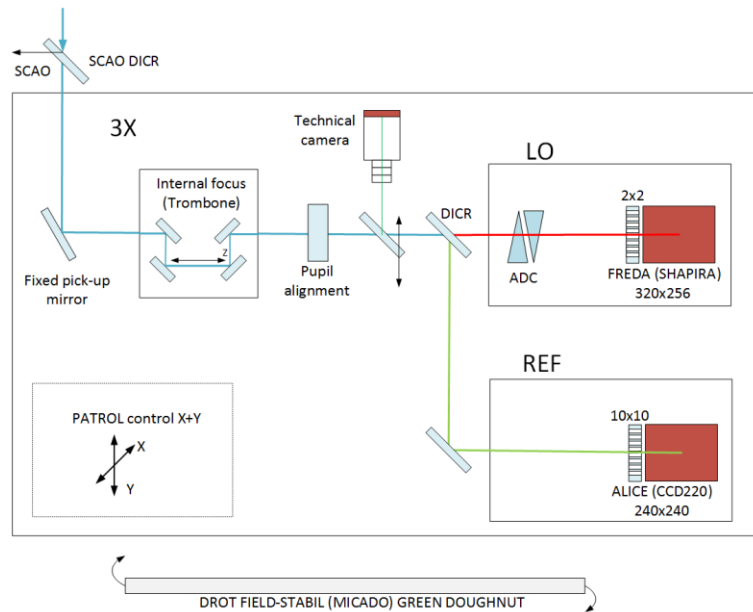 SCAO DICR
SCAO
3X
Technical
camera
LO
Internal focus
(Trombone)
DICR
2x2
Z
Fixed pick-up
mirror
Pupil
alignment
ADC
FREDA (SHAPIRA)
320x256
REF
PATROL control X+Y
X
Y
10x10
ALICE (CCD220)
240x240
DROT FIELD-STABIL (MICADO) GREEN DOUGHNUT